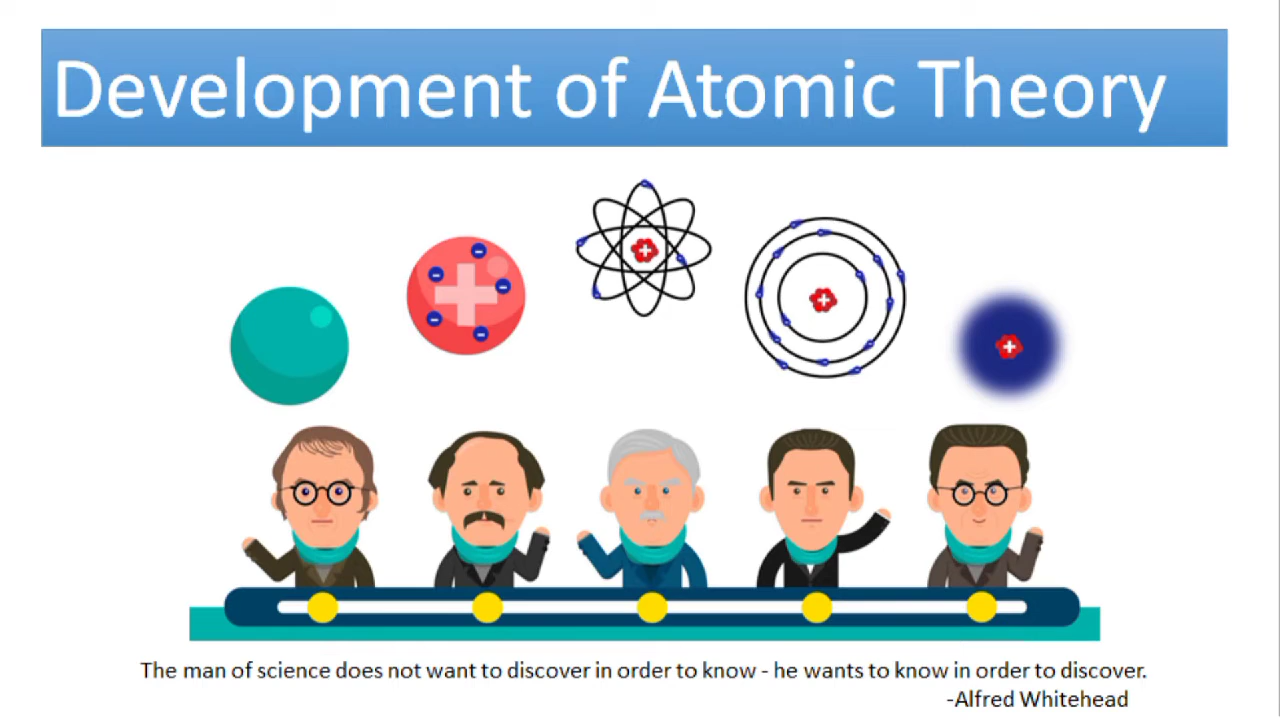 Development of Atomic Theory
The man of science does not want to discover in order to know - he wants to know in order to discover.
-Alfred Whitehead